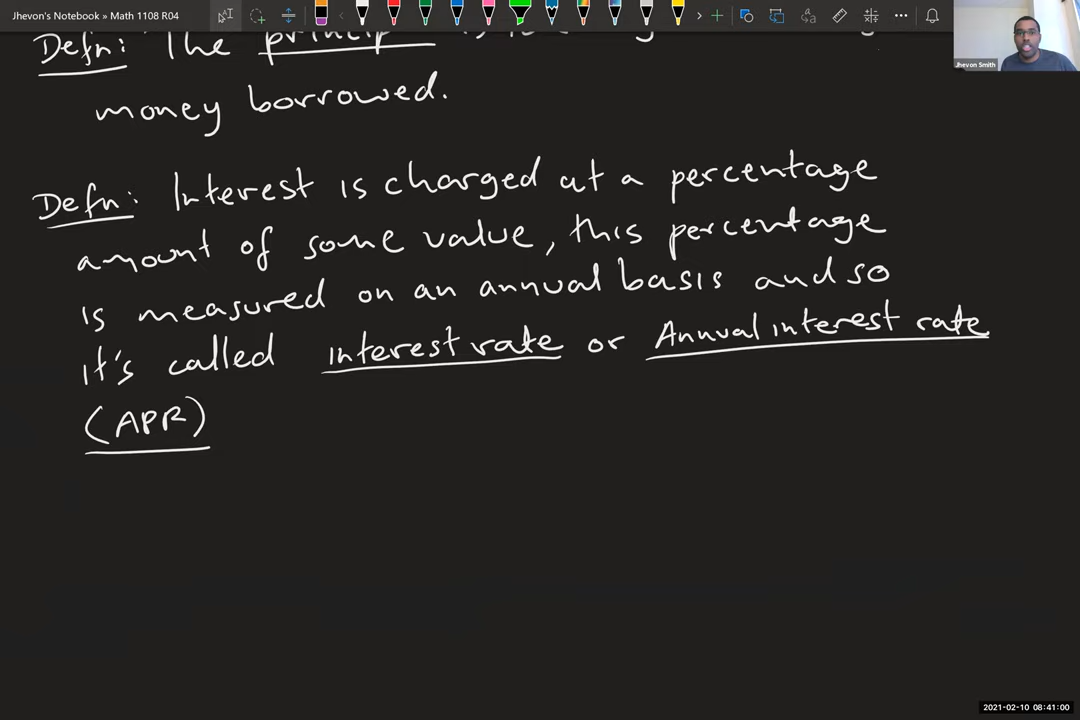 Jhevon's Notebook » Math 1108 R04
Jhevon Smith
Defn: The
money borrowed.
Defn: Interest is charged at a percentage
amount of some value, this percentage
is measured on an annual basis and so
it's called interest rate or Annual interest rate
(APR)
2021-02-10 08:41:00